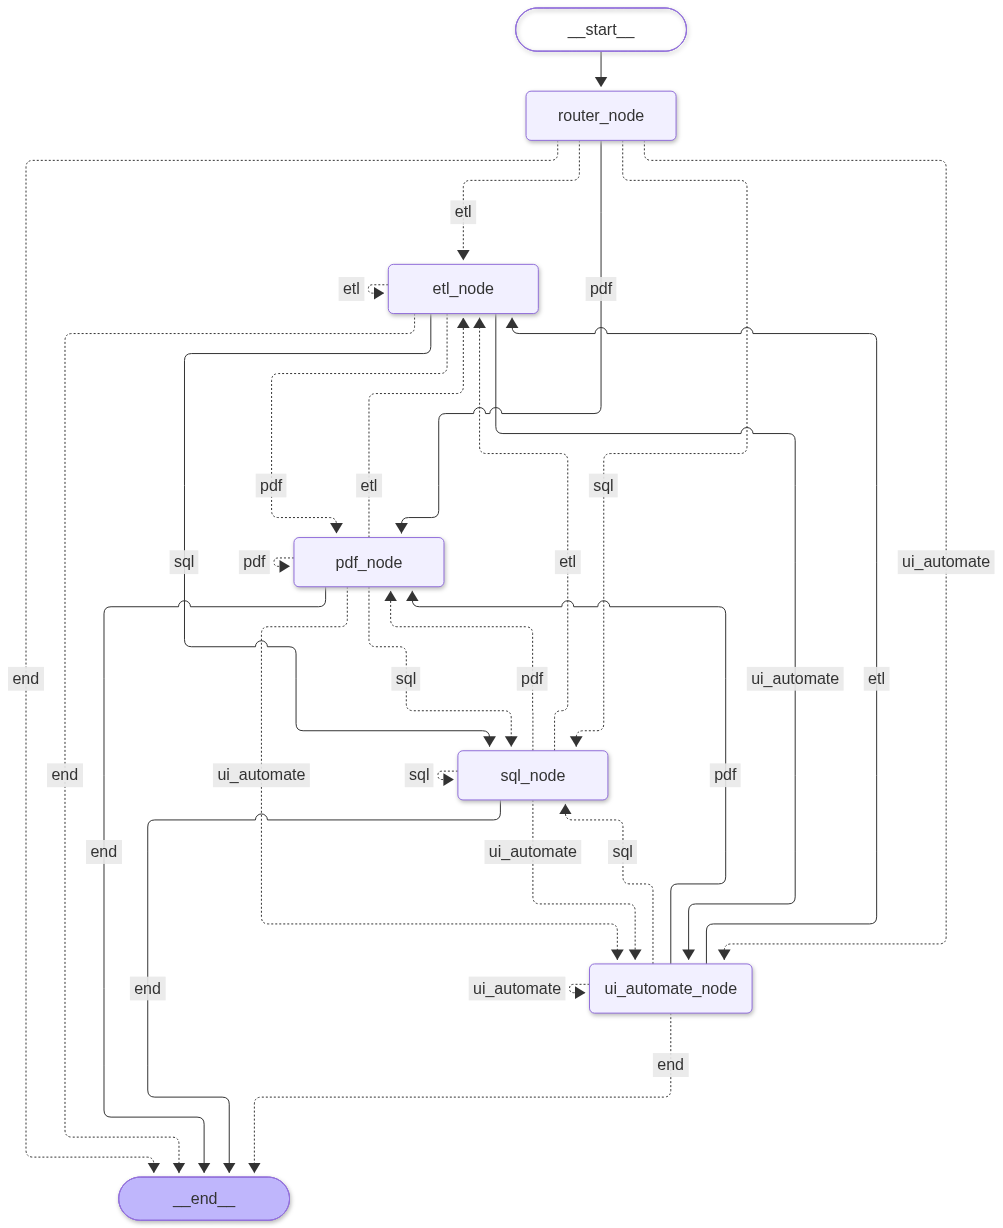 __start__
router_node
etl
etl
etl_node
pdf
pdf
etl
sql
sql
pdf
pdf_node
etl
ui_automate
end
sql
pdf
ui_automate
etl
end
ui_automate
sql
sql_node
pdf
end
ui_automate
sql
end
ui_automate
ui_automate_node
end
__end__